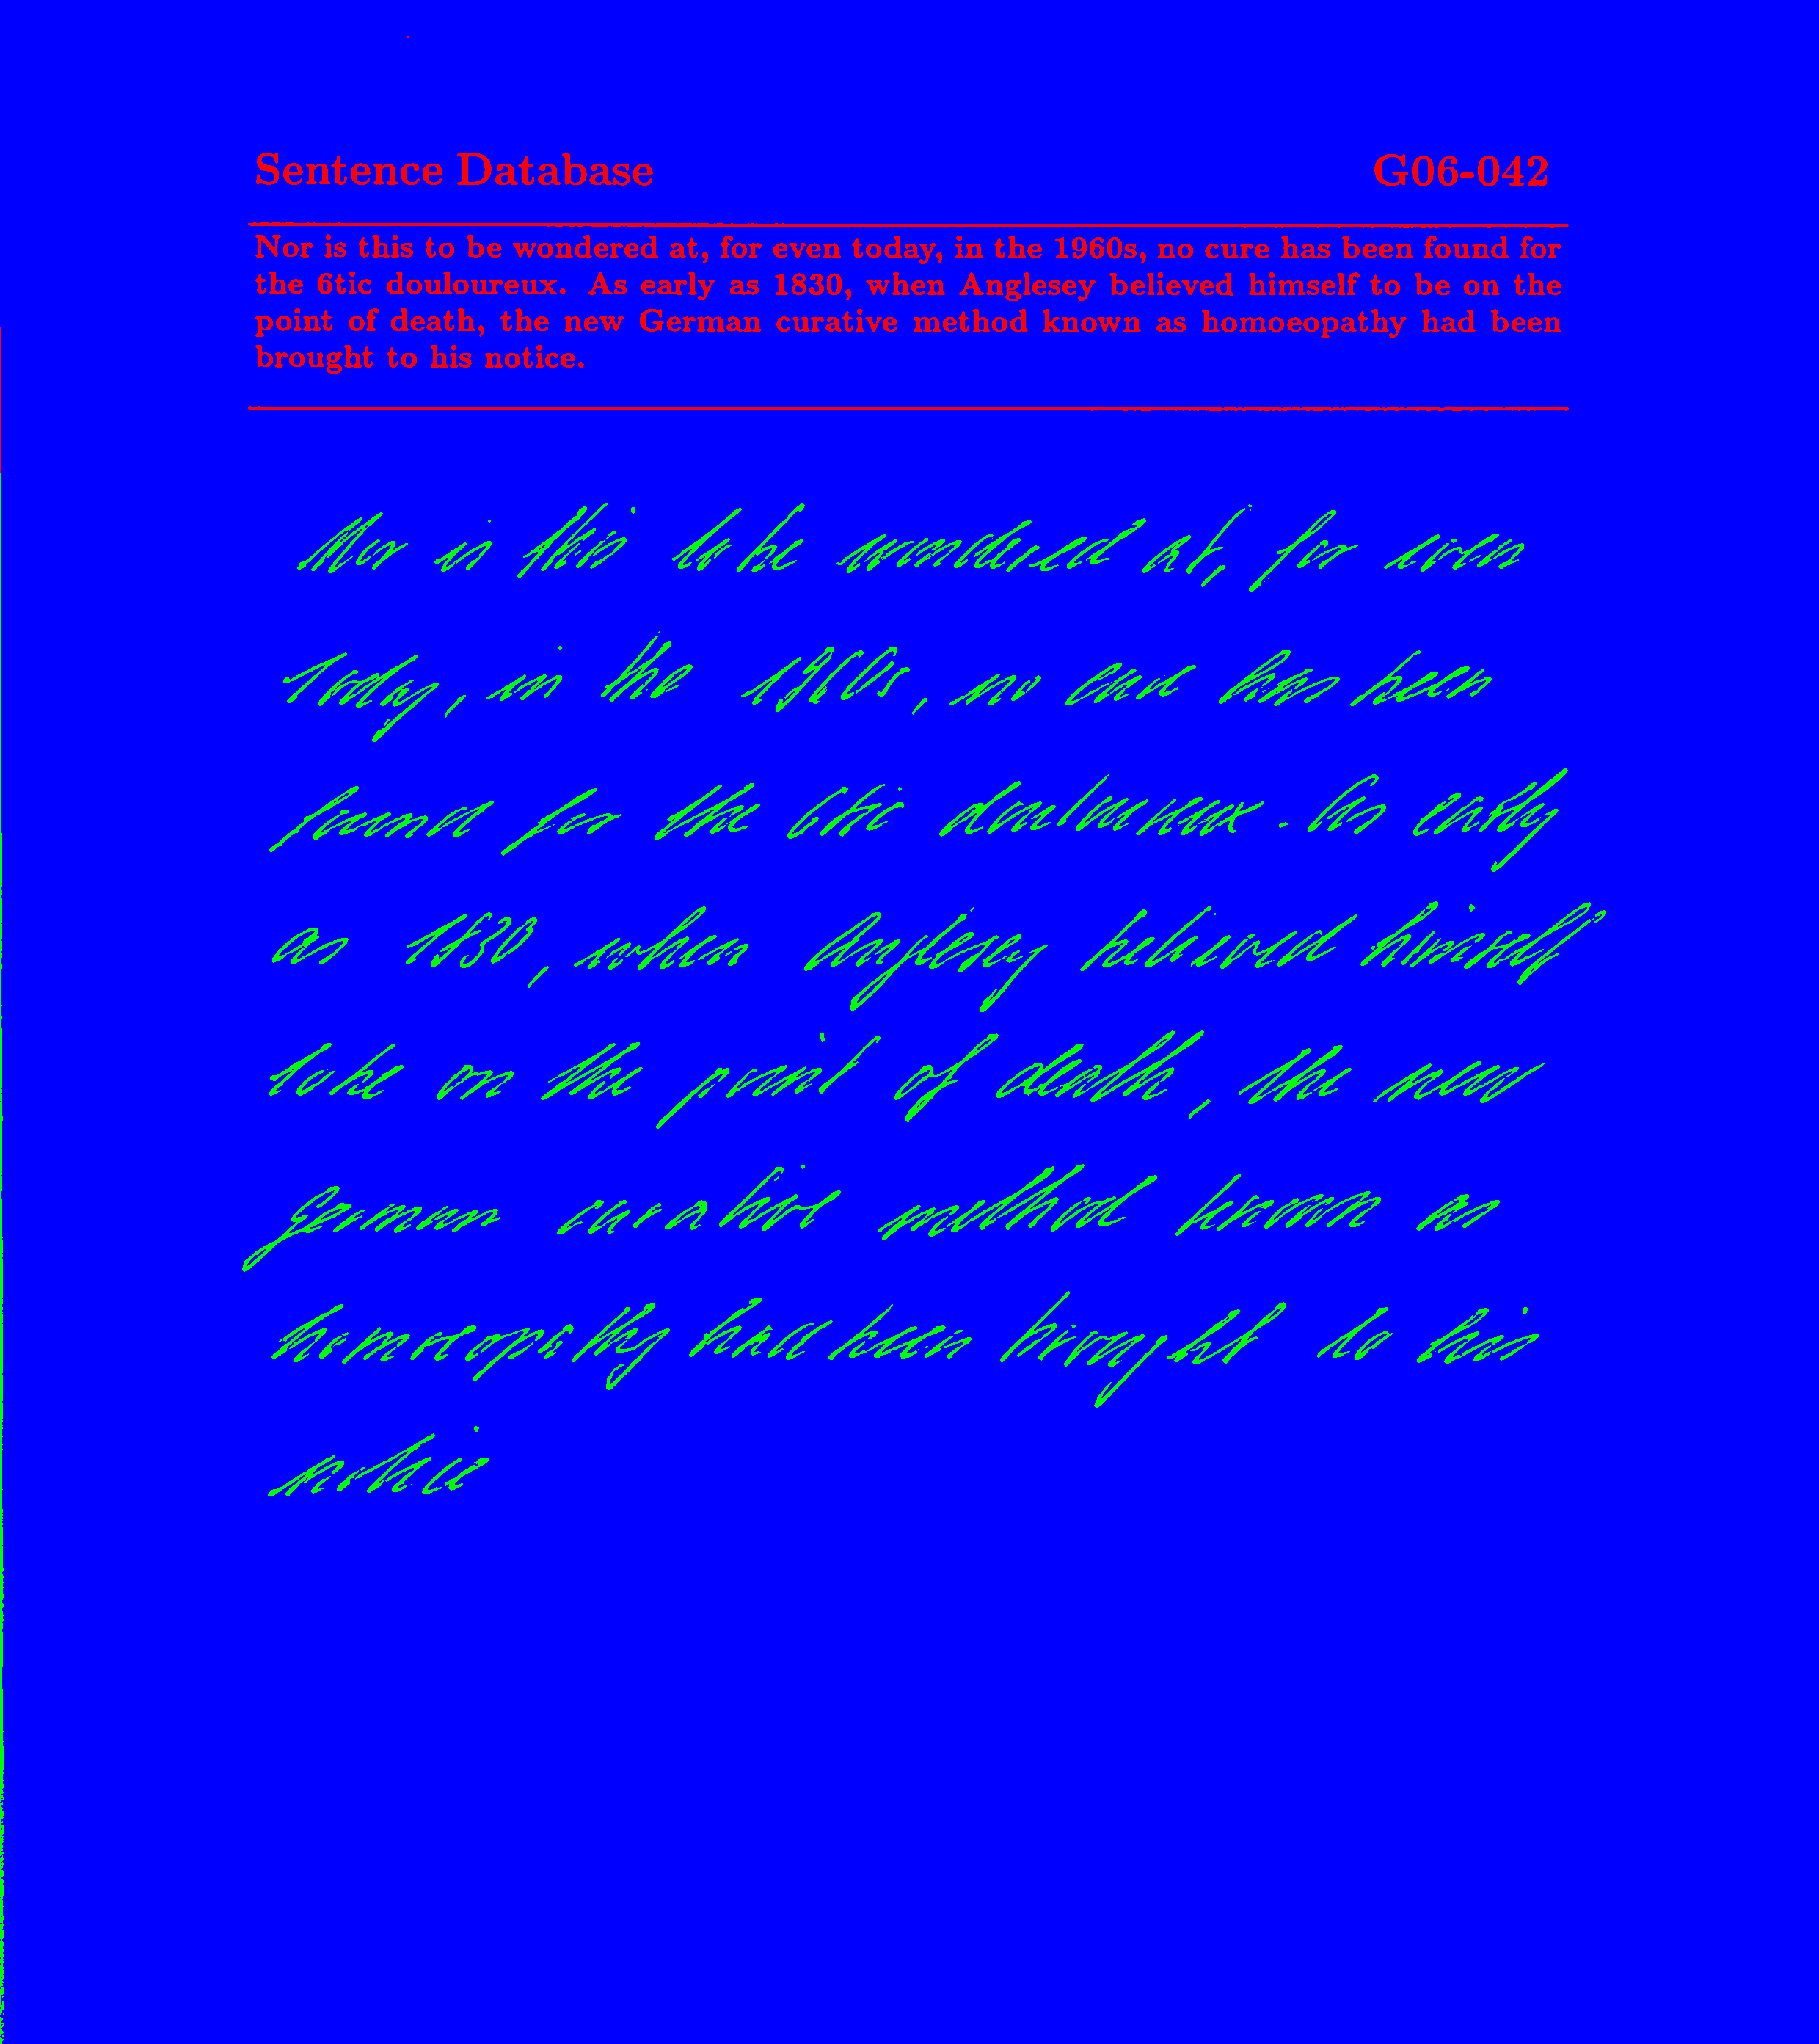 Sentence Database G06-042
Nor is this to be wondered at, for even today, in the 1960s, no cure has been found for
the 6tic douloureux. As early as 1830, when Anglesey believed himself to be on the
point of death, the new German curative method known as homoeopathy had been
brought to his notice.
Nor is this to be wondered at, for even
today, in the 1960s, no cure has been
found for the 6tic douloureux. As early
as 1830, when Anglesey believed himself
to be on the point of death, the new
German curative method known as
homoeopathy had been brought to his
notice